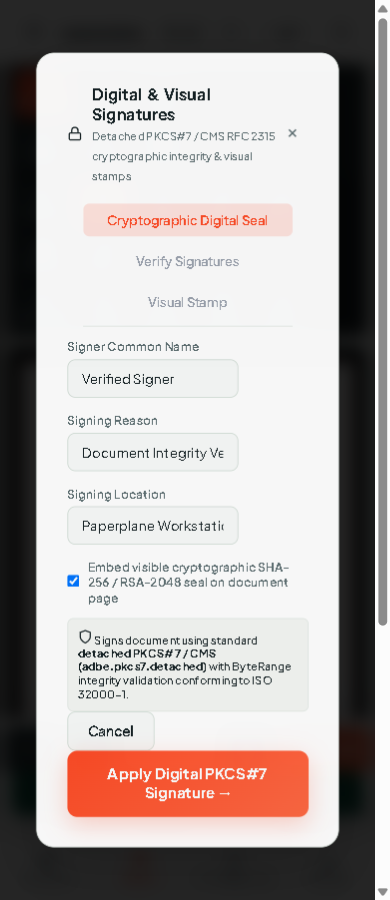 Digital & Visual
Signatures
Detached PKCS#7 / CMS RFC 2315
cryptographic integrity & visual
stamps
Cryptographic Digital Seal
Verify Signatures
Visual Stamp
Signer Common Name
Verified Signer
Signing Reason
Document Integrity Ve
Signing Location
Paperplane Workstatic
Embed visible cryptographic SHA-
256 / RSA-2048 seal on document
page
Signs document using standard
detached PKCS#7 / CMS
(adbe.pkcs7.detached) with ByteRange
integrity validation conforming to ISO
32000-1.
Cancel
Apply Digital PKCS#7
Signature →